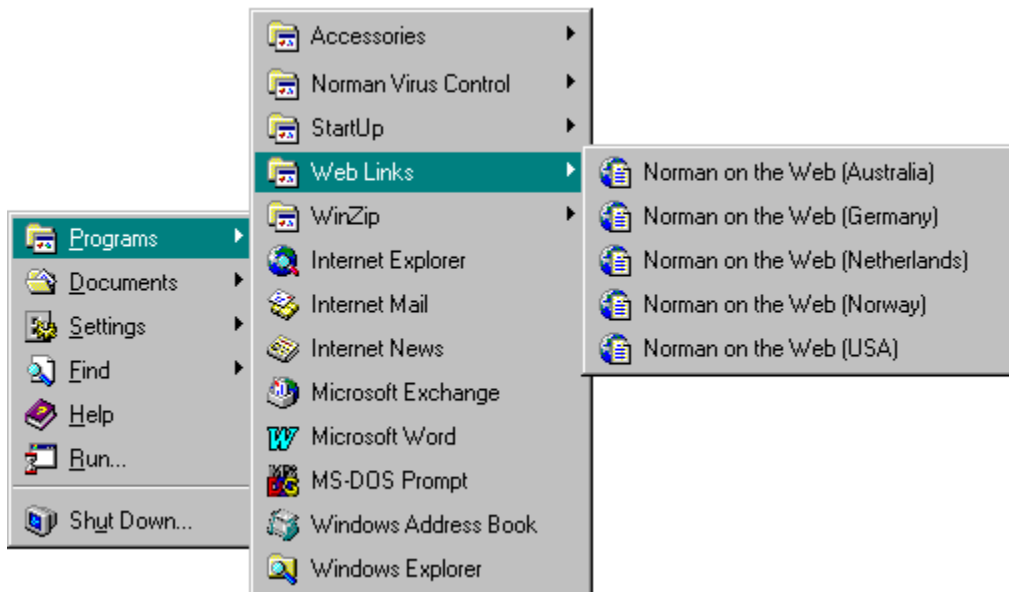 Programs
Documents
Settings
Find
Help
Run...
Shut Down...
Accessories
Norman Virus Control
StartUp
Web Links
WinZip
Internet Explorer
Internet Mail
Internet News
Microsoft Exchange
Microsoft Word
MS-DOS Prompt
Windows Address Book
Windows Explorer
Norman on the Web (Australia)
Norman on the Web (Germany)
Norman on the Web (Netherlands)
Norman on the Web (Norway)
Norman on the Web (USA)